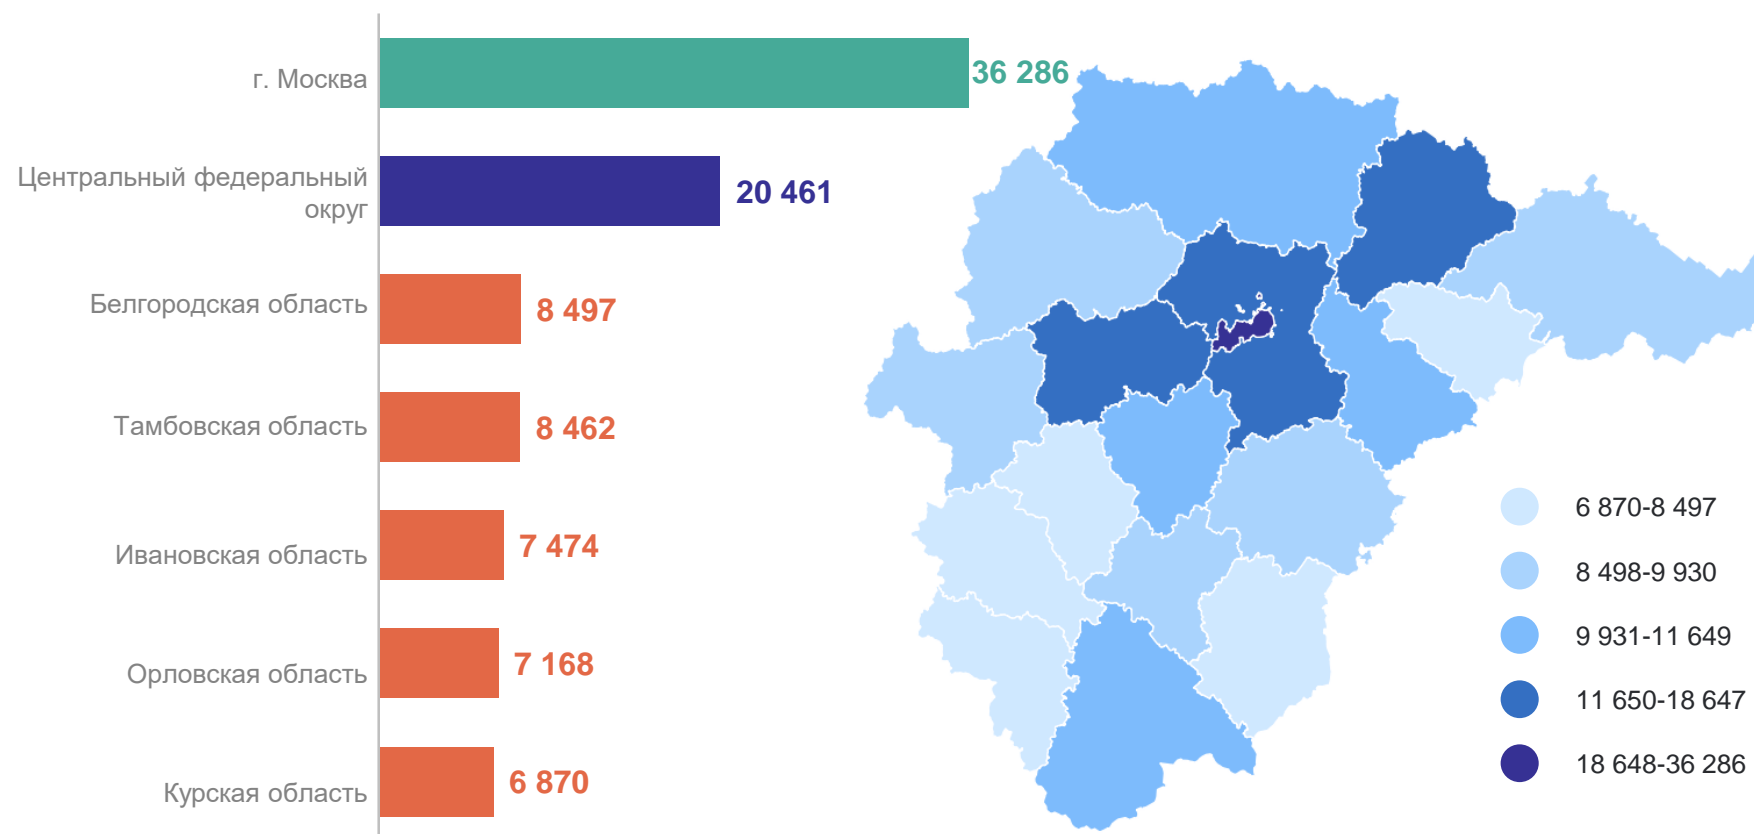 г. Москва
36 286
Центральный федеральный
округ
20 461
Белгородская область
8 497
Тамбовская область
8 462
Ивановская область
7 474
Орловская область
7 168
Курская область
6 870
6 870-8 497
8 498-9 930
9 931-11 649
11 650-18 647
18 648-36 286